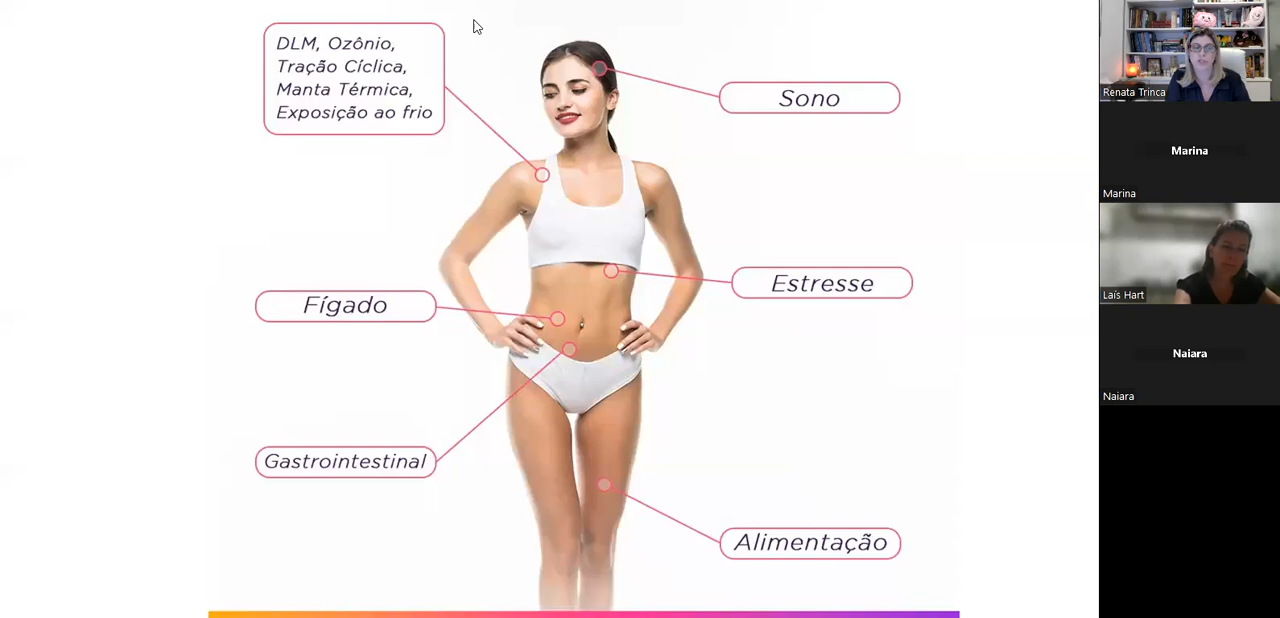 DLM, Ozônio,
Tração Cíclica,
Manta Térmica,
Exposição ao frio
Sono
Estresse
Fígado
Gastrointestinal
Alimentação
Renata Trinca
Marina
Marina
Laís Hart
Naiara
Naiara